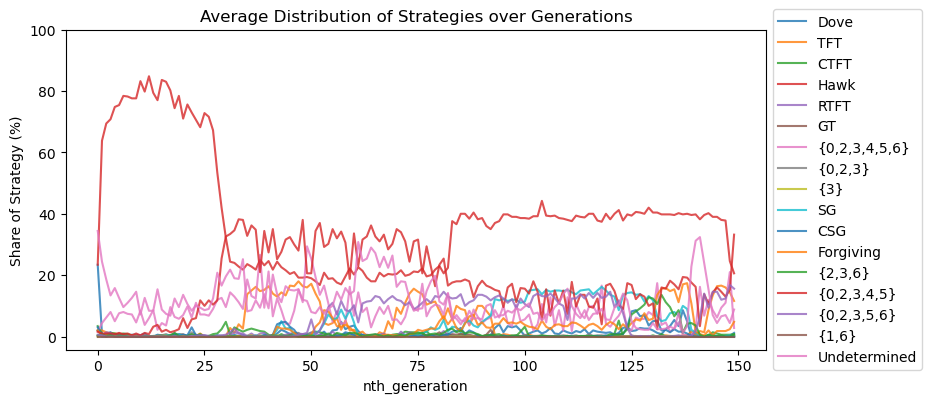 Average Distribution of Strategies over Generations
Share of Strategy (%)
100
80
60
40
20
0
0
25
50
75
100
125
150
nth_generation
Dove
TFT
CTFT
Hawk
RTFT
GT
{0,2,3,4,5,6}
{0,2,3}
{3}
SG
CSG
Forgiving
{2,3,6}
{0,2,3,4,5}
{0,2,3,5,6}
{1,6}
Undetermined